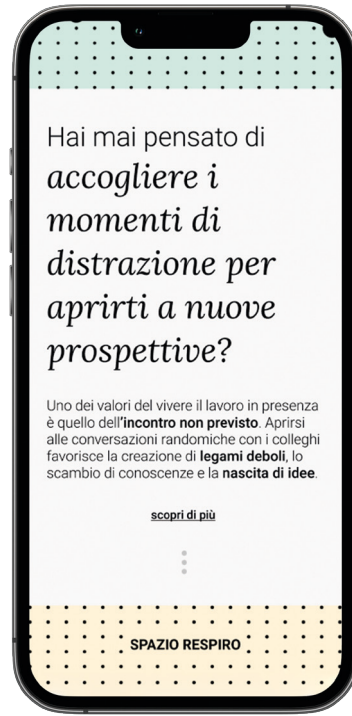 Hai mai pensato di
accogliere i
momenti di
distrazione per
aprirti a nuove
prospettive?
Uno dei valori del vivere il lavoro in presenza
è quello dell'incontro non previsto. Aprirsi
alle conversazioni randomiche con i colleghi
favorisce la creazione di legami deboli, lo
scambio di conoscenze e la nascita di idee.
scopri di più
SPAZIO RESPIRO